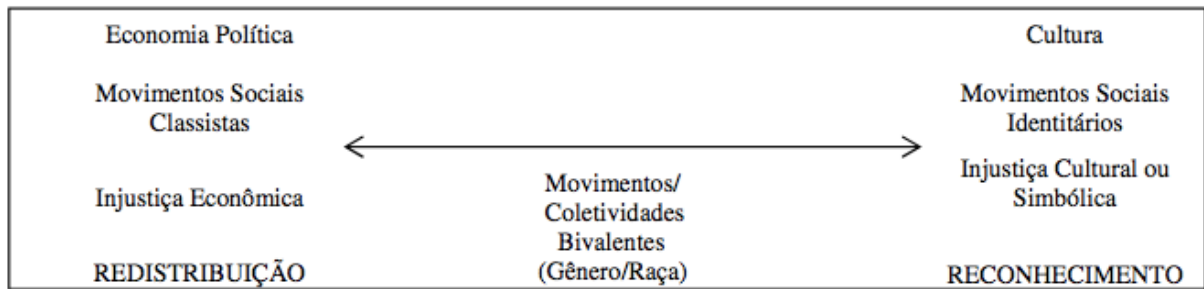 Economia Política
Cultura
Movimentos Sociais
Classistas
Movimentos Sociais
Identitários
Injustiça Econômica
Movimentos/
Coletividades
Bivalentes
(Gênero/Raça)
Injustiça Cultural ou
Simbólica
REDISTRIBUIÇÃO
RECONHECIMENTO